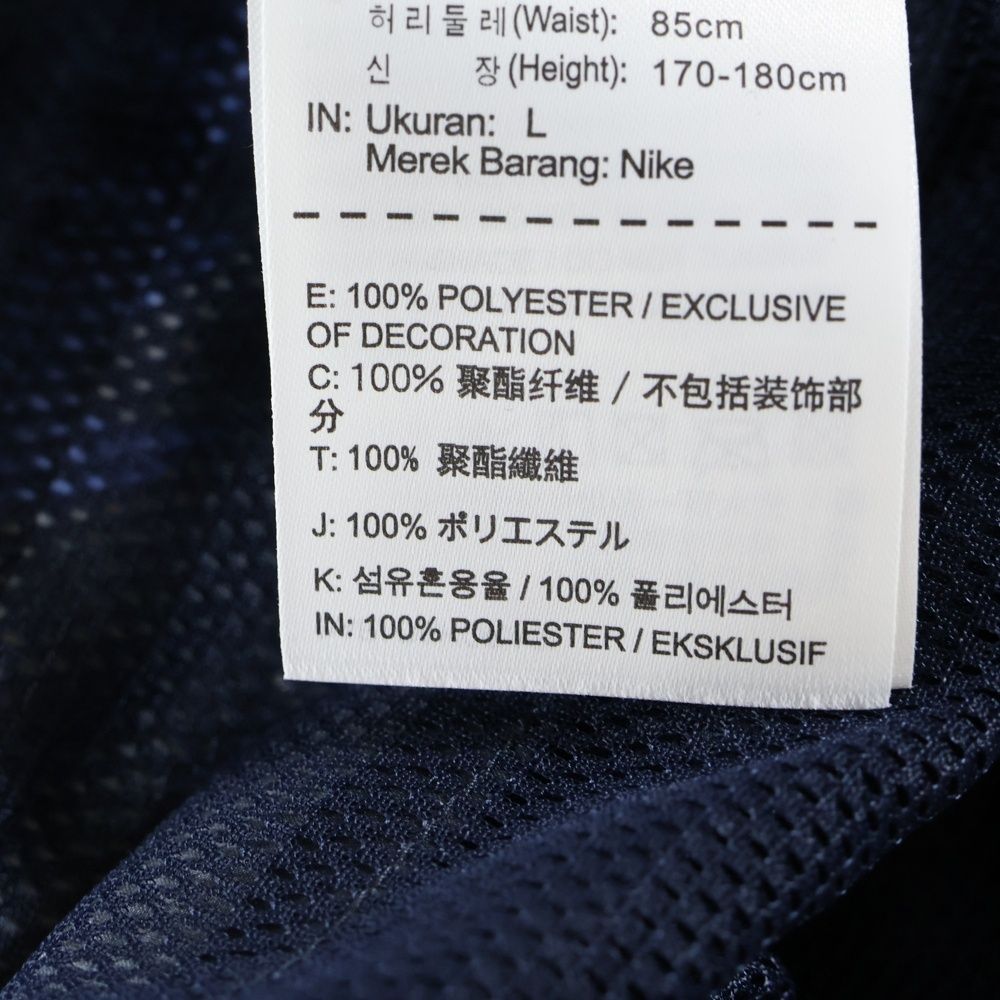 허리둘레(Waist): 85cm
신 장(Height): 170-180cm
IN: Ukuran: L
Merek Barang: Nike
E: 100% POLYESTER / EXCLUSIVE
OF DECORATION
C: 100% 聚酯纤维 / 不包括装饰部
分
T: 100% 聚酯纖維
J: 100% ポリエステル
K: 섬유혼용율 / 100% 폴리에스터
IN: 100% POLIESTER / EKSKLUSIF